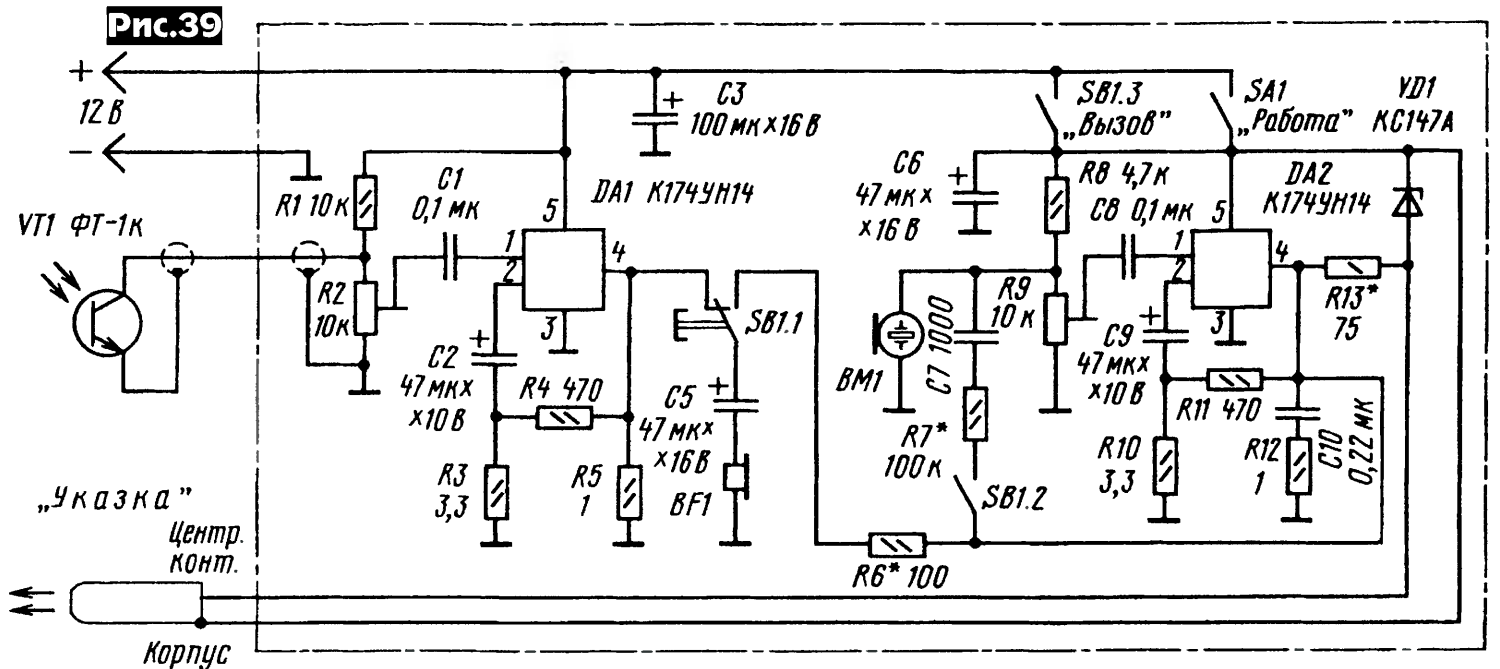 Рис.39
+
12 В
−
VT1 ФТ-1к
R1 10 к
R2
10к
C1
0,1 мк
C3
+
100 мк×16 В
DA1 К174УН14
5
1
2
3
4
C2
+
47 мк×
×10 В
R4 470
R3
3,3
R5
1
C5
+
47 мк×
×16 В
BF1
SB1.1
R6* 100
SB1.3
„Вызов”
SA1
„Работа”
VD1
КС147А
C6
+
47 мк×
×16 В
R8 4,7к
C8 0,1 мк
DA2
К174УН14
5
1
2
3
4
BM1
C7 1000
R9
10 к
R7*
100 к
SB1.2
C9
+
47 мк×
×10 В
R11 470
R10
3,3
R12
1
C10
0,22 мк
R13*
75
„Указка”
Центр.
конт.
Корпус